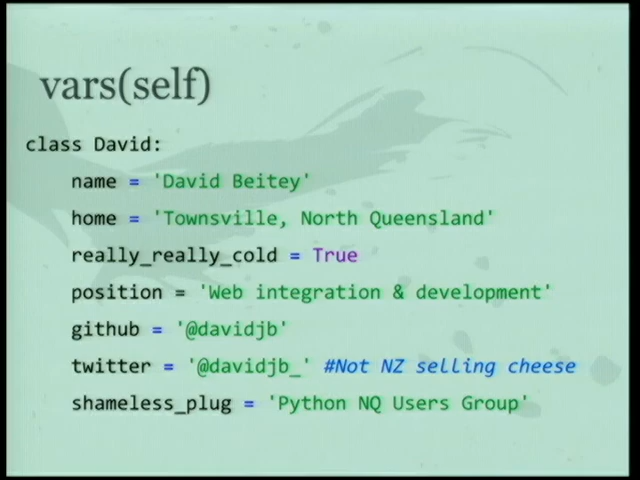 vars(self)
class David:
name = 'David Beitey'
home = 'Townsville, North Queensland'
really_really_cold = True
position = 'Web integration & development'
github = '@davidjb'
twitter = '@davidjb_' #Not NZ selling cheese
shameless_plug = 'Python NQ Users Group'